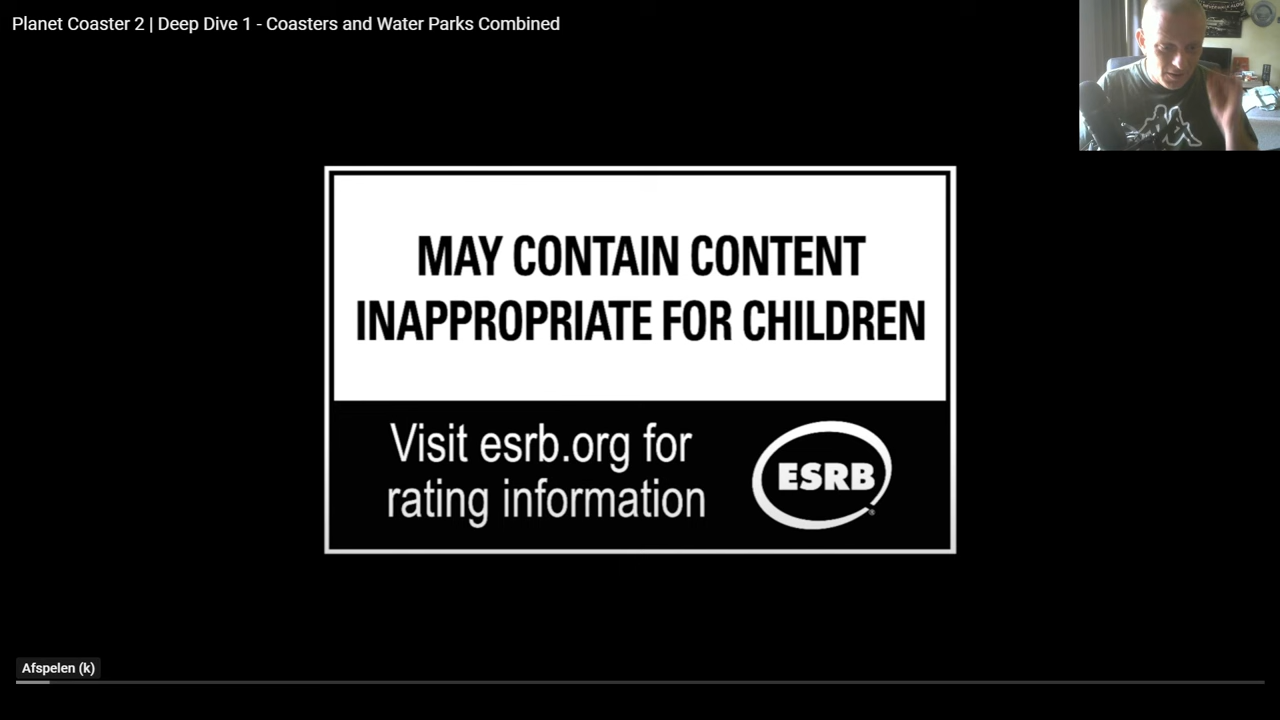 Planet Coaster 2 | Deep Dive 1 - Coasters and Water Parks Combined
MAY CONTAIN CONTENT
INAPPROPRIATE FOR CHILDREN
Visit esrb.org for
rating information
ESRB
Afspelen (k)